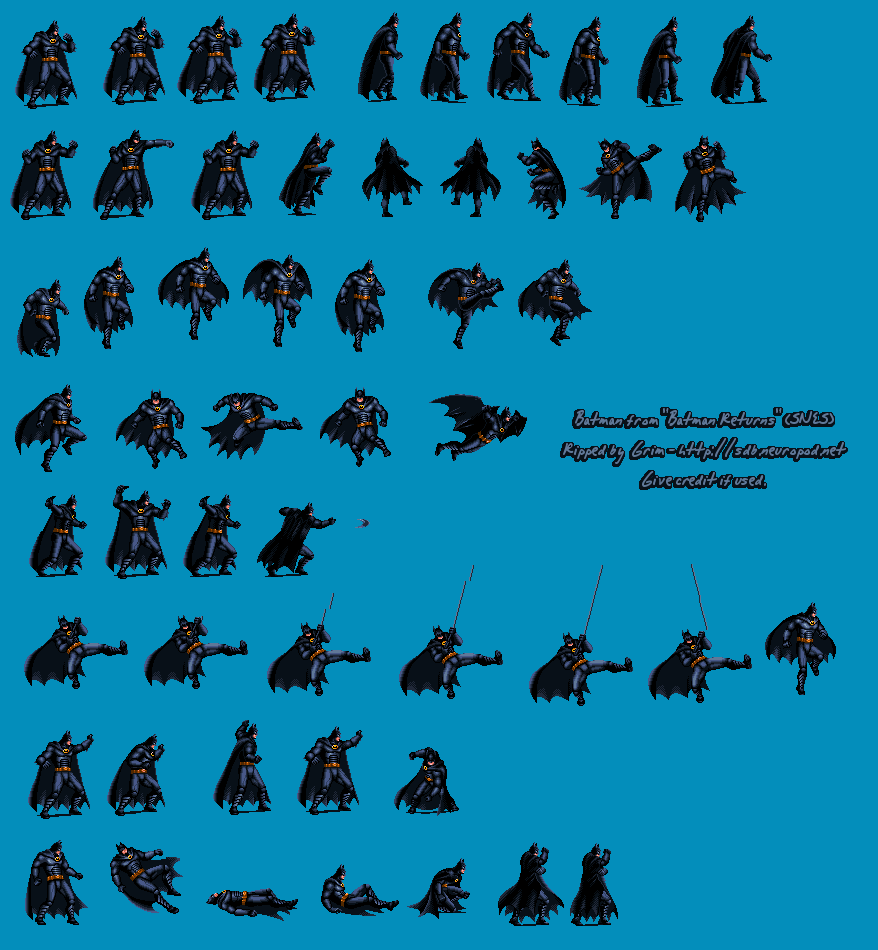 Batman from "Batman Returns" (SNES)
Ripped by Grim - http://sdb.neuropod.net
Give credit if used.